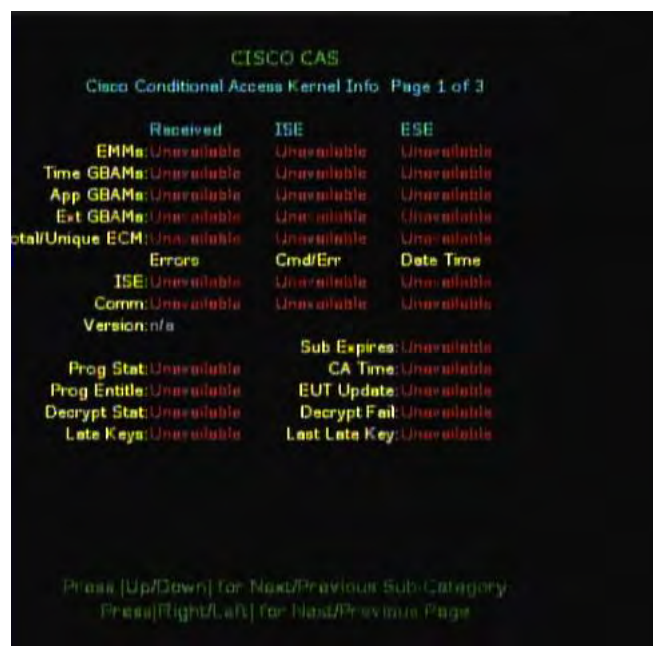 CISCO CAS
Cisco Conditional Access Kernel Info Page 1 of 3
Received ISE ESE
EMMs:Unavailable Unavailable Unavailable
Time GBAMs:Unavailable Unavailable Unavailable
App GBAMs:Unavailable Unavailable Unavailable
Ext GBAMs:Unavailable Unavailable Unavailable
otal/Unique ECM:Unavailable Unavailable Unavailable
Errors Cmd/Err Date Time
ISE:Unavailable Unavailable Unavailable
Comm:Unavailable Unavailable Unavailable
Version:n/a
Sub Expires:Unavailable
Prog Stat:Unavailable CA Time:Unavailable
Prog Entitle:Unavailable EUT Update:Unavailable
Decrypt Stat:Unavailable Decrypt Fail:Unavailable
Late Keys:Unavailable Last Late Key:Unavailable
Press [Up/Down] for Next/Previous Sub-Category
Press[Right/Left] for Next/Previous Page